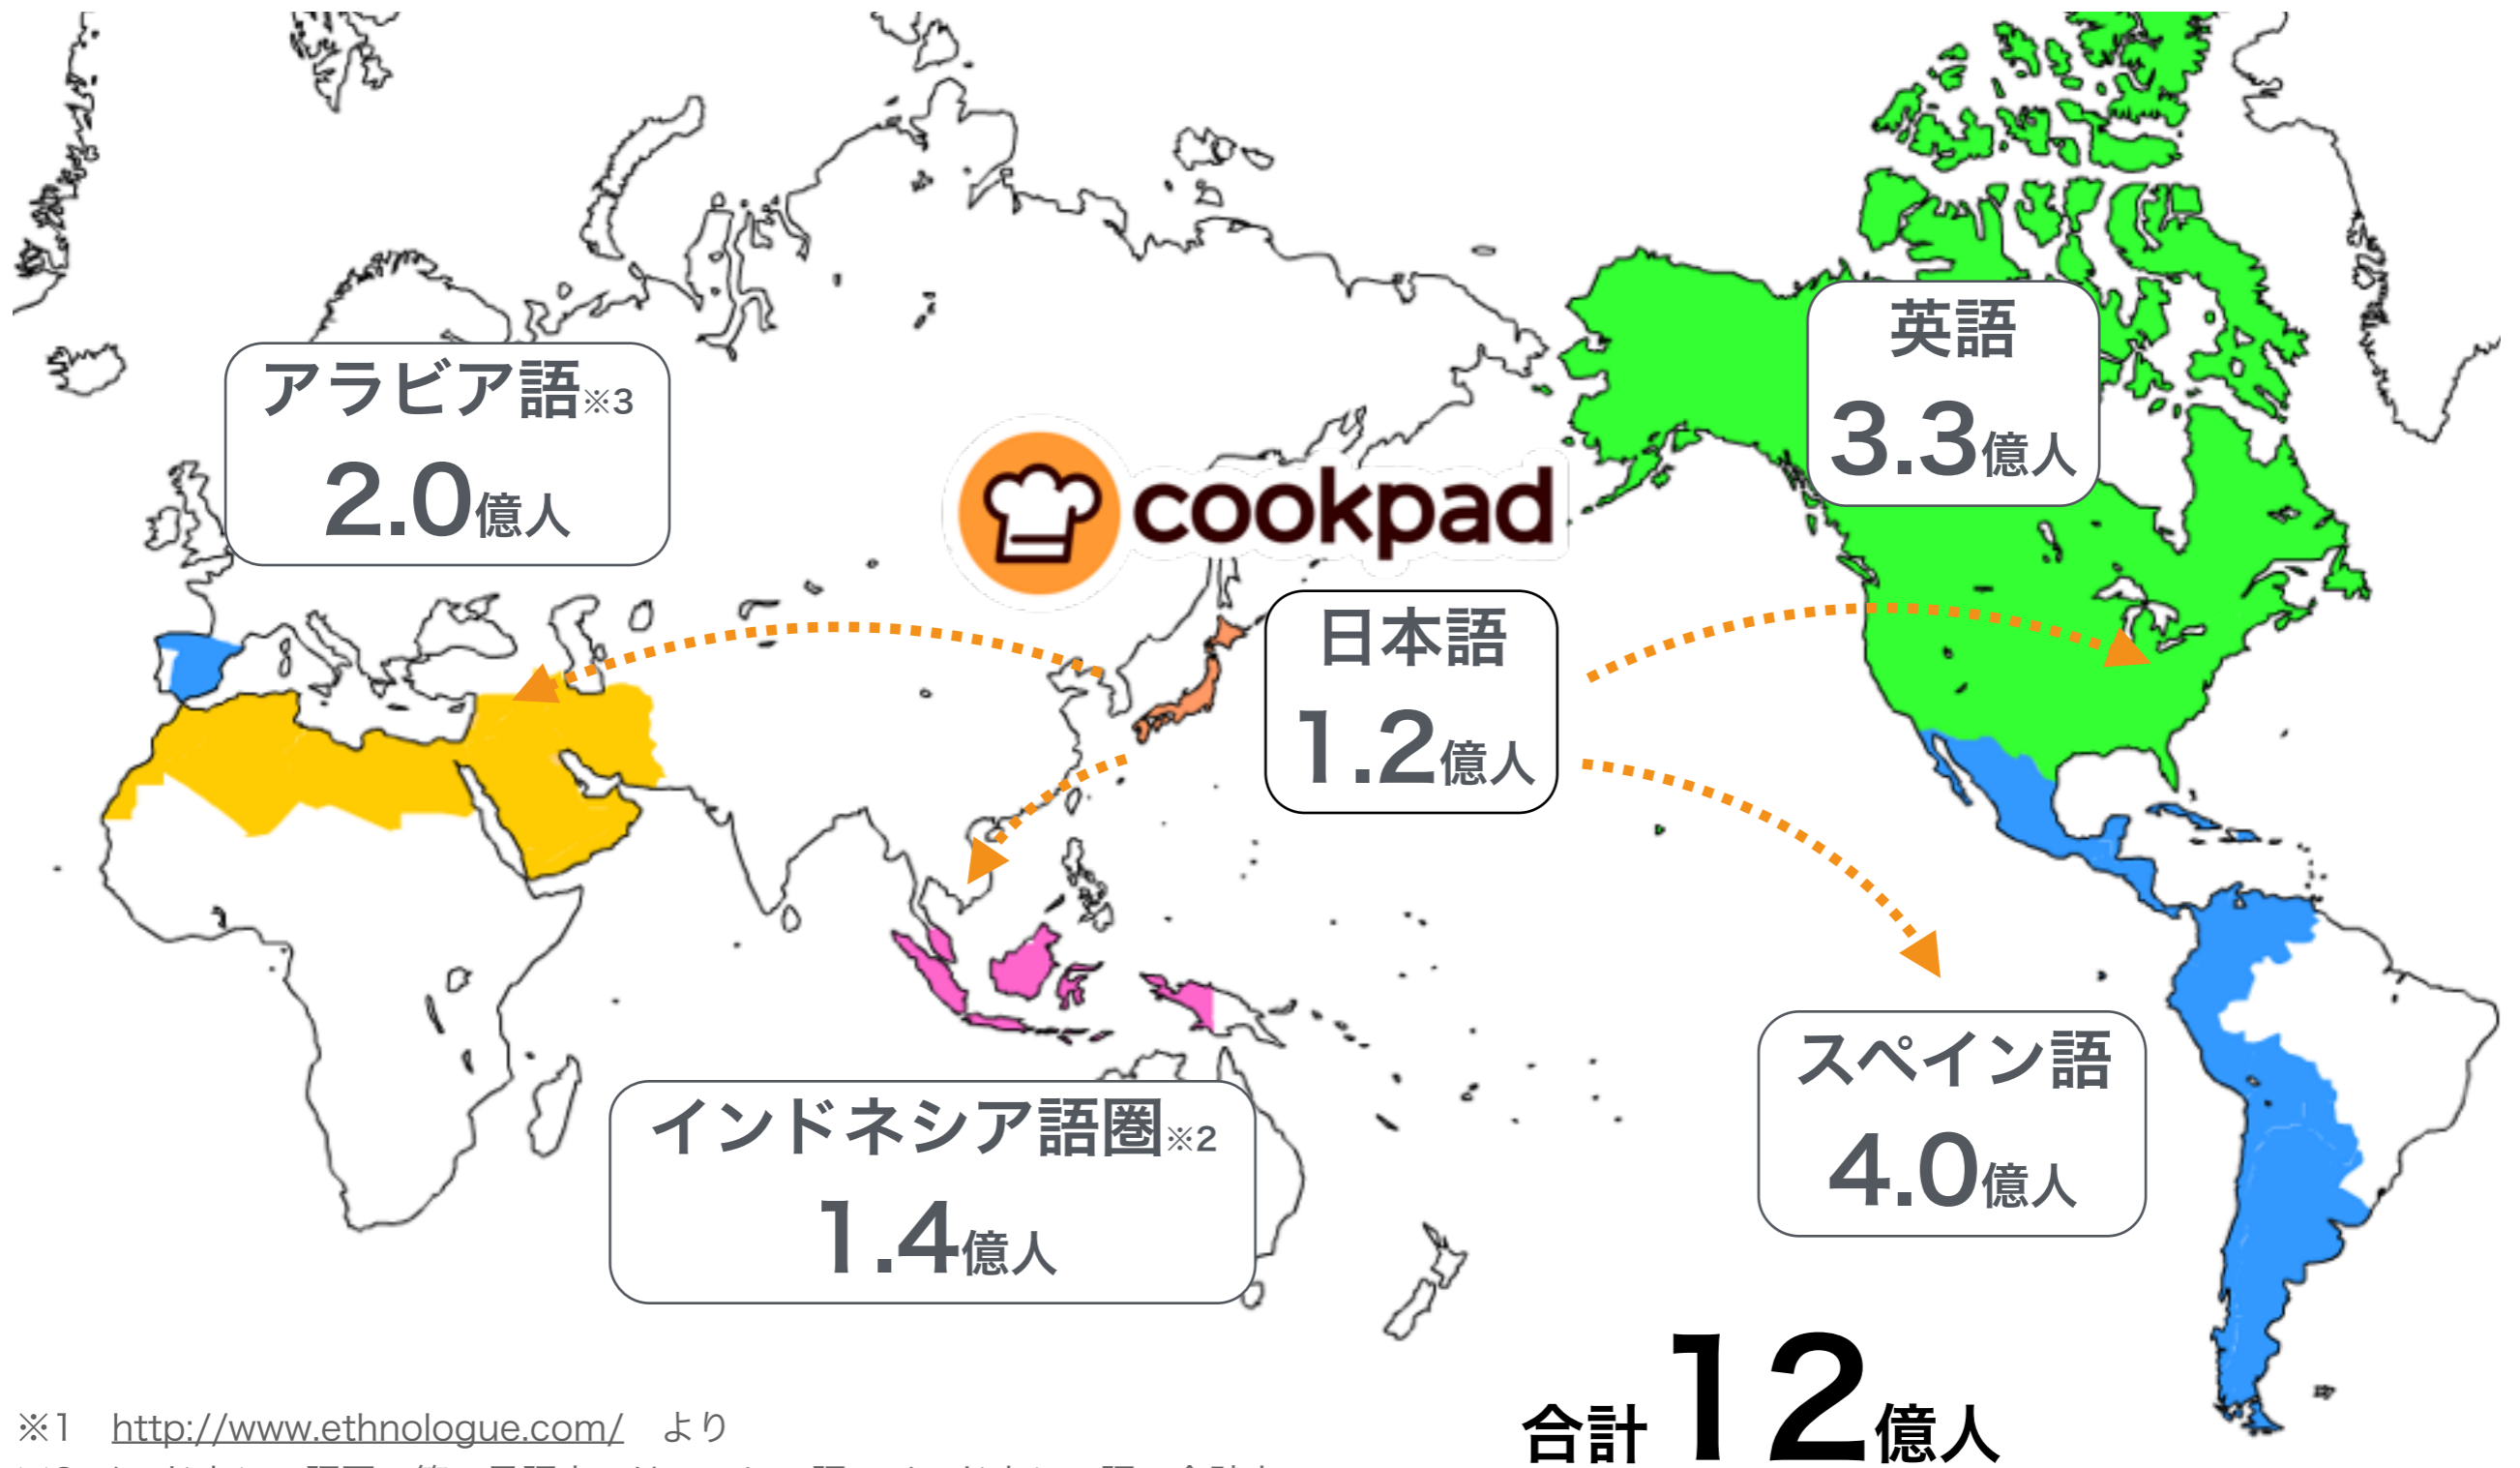 アラビア語※3
2.0億人
cookpad
英語
3.3億人
日本語
1.2億人
インドネシア語圏※2
1.4億人
スペイン語
4.0億人
合計12億人
※1 http://www.ethnologue.com/ より